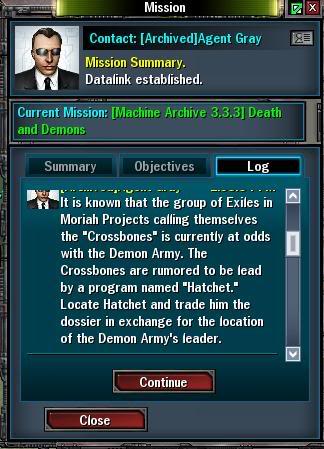 Mission
Contact: [Archived]Agent Gray
Mission Summary.
Datalink established.
Current Mission: [Machine Archive 3.3.3] Death
and Demons
Summary
Objectives
Log
It is known that the group of Exiles in
Moriah Projects calling themselves
the "Crossbones" is currently at odds
with the Demon Army. The
Crossbones are rumored to be lead
by a program named "Hatchet."
Locate Hatchet and trade him the
dossier in exchange for the location
of the Demon Army's leader.
Continue
Close